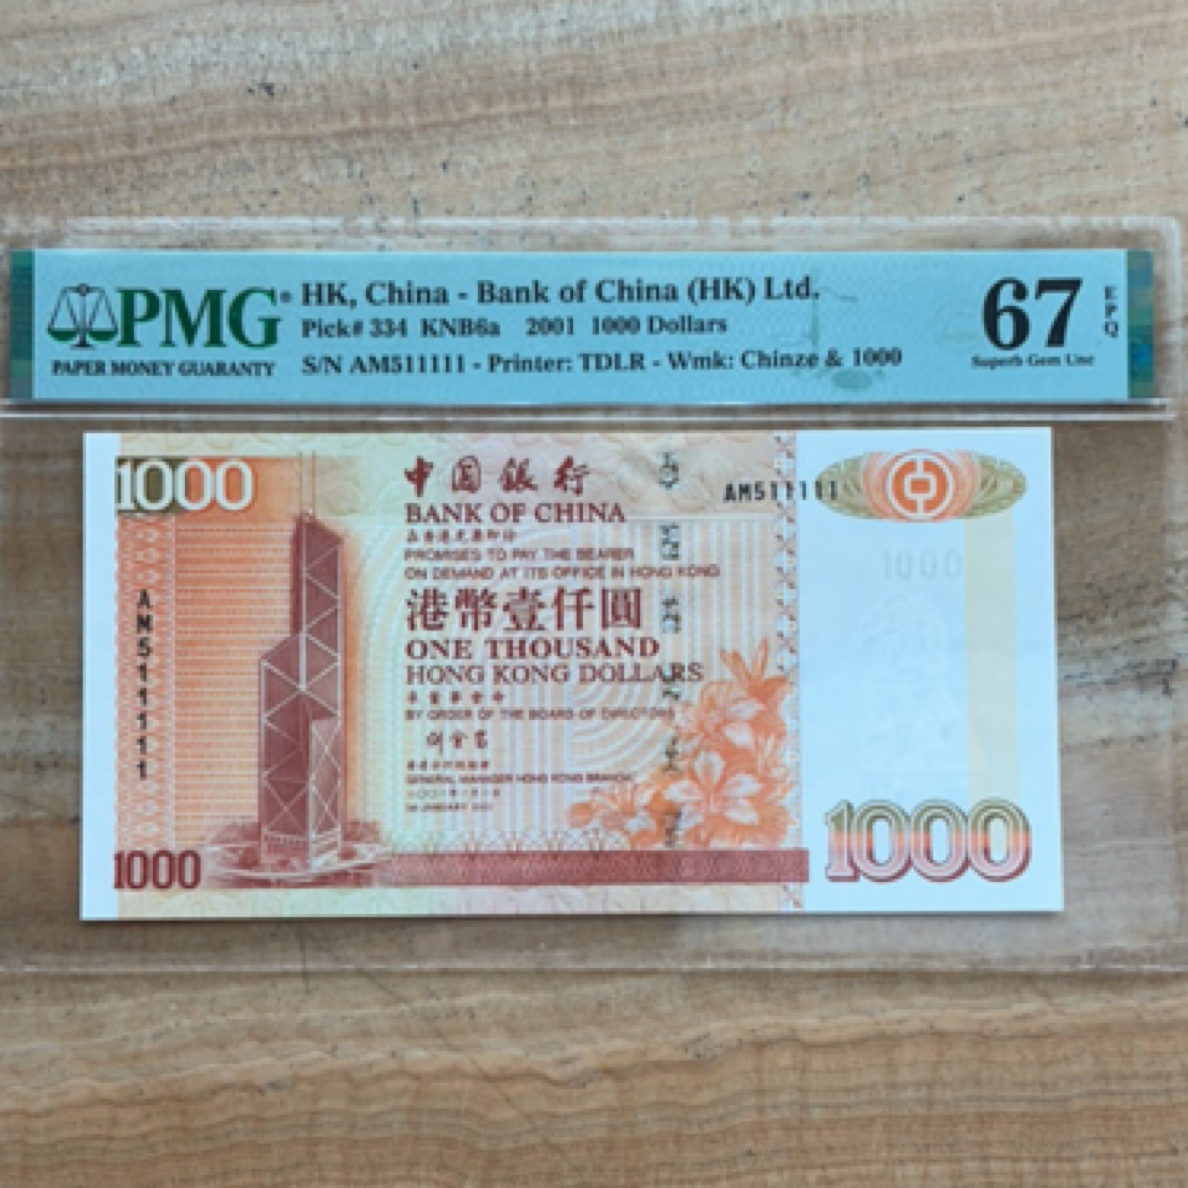 PMG
PAPER MONEY GUARANTY
HK, China - Bank of China (HK) Ltd.
Pick# 334 KNB6a 2001 1000 Dollars
S/N AM511111 - Printer: TDLR - Wmk: Chinze & 1000
67
EPQ
Superb Gem Unc
1000
中國銀行
AM511111
BANK OF CHINA
PROMISES TO PAY THE BEARER
ON DEMAND AT ITS OFFICE IN HONG KONG
1000
AM511111
港幣壹仟圓
ONE THOUSAND
HONG KONG DOLLARS
BY ORDER OF THE BOARD OF DIRECTORS
GENERAL MANAGER HONG KONG BRANCH
1000
1000